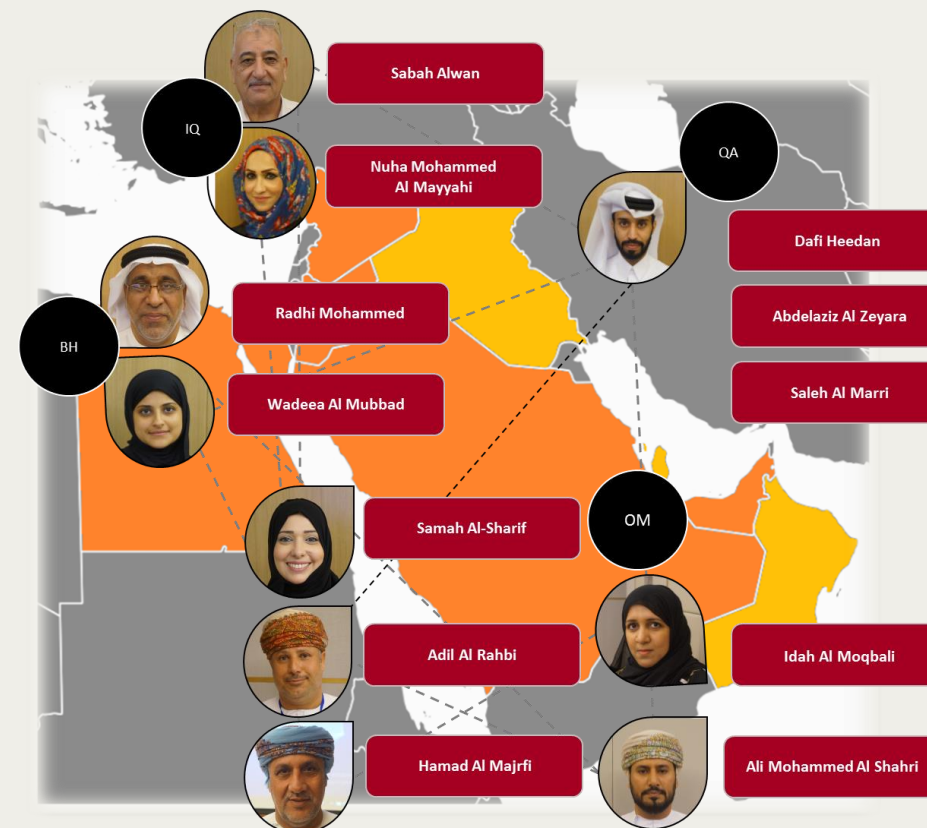 Sabah Alwan
IQ
QA
Nuha Mohammed
Al Mayyahi
Dafi Heedan
Radhi Mohammed
Abdelaziz Al Zeyara
BH
Saleh Al Marri
Wadeea Al Mubbad
Samah Al-Sharif
OM
Adil Al Rahbi
Idah Al Moqbali
Hamad Al Majrfi
Ali Mohammed Al Shahri